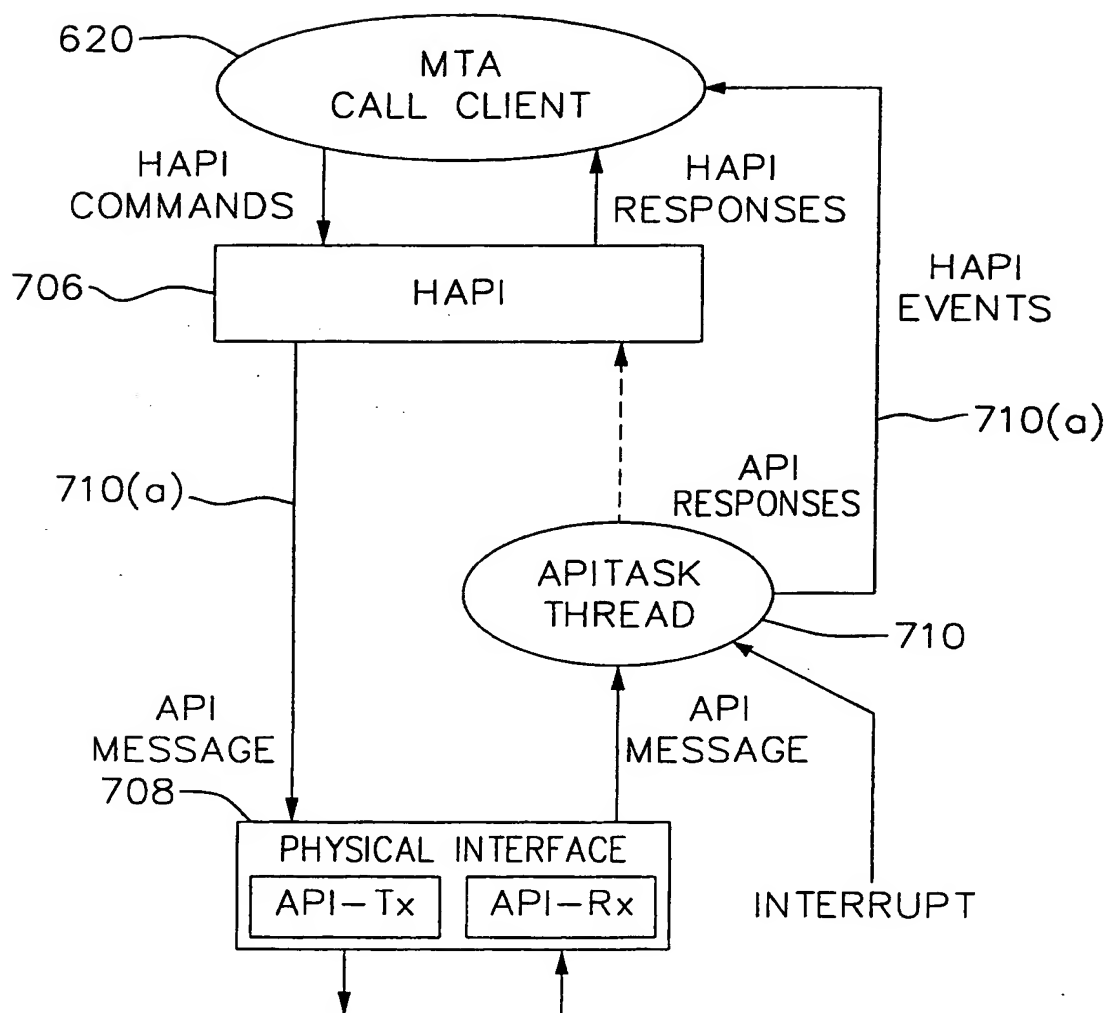 620
MTA
CALL CLIENT
HAPI
COMMANDS
HAPI
RESPONSES
706
HAPI
HAPI
EVENTS
710(a)
710(a)
API
RESPONSES
APITASK
THREAD
710
API
MESSAGE
API
MESSAGE
708
PHYSICAL INTERFACE
API-Tx
API-Rx
INTERRUPT